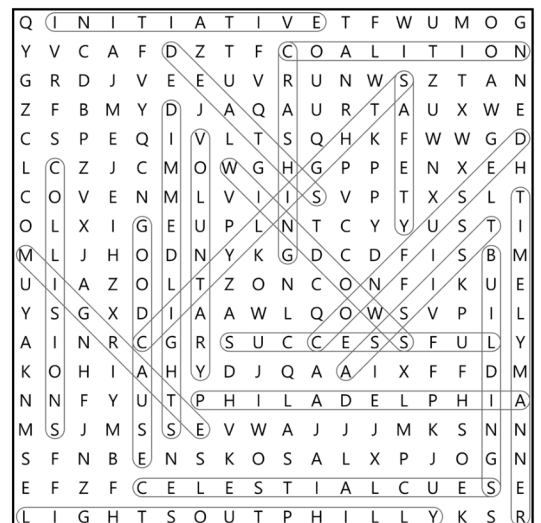 Q I N I T I A T I V E T F W U M O G
Y V C A F D Z T F C O A L I T I O N
G R D J V E E U V R U N W S Z T A N
Z F B M Y D J A Q A U R T A U X W E
C S P E Q I V L T S Q H K F W W G D
L C Z J C M O W G H G P P E N X E H
C O V E N M L V I I S V P T X S L T
O L X I G E U P L N T C Y Y U S T I
M L J H O D N Y K G D C D F I S B M
U I A Z O L T Z O N C O N F I K U E
Y S G X D I A A W L Q O W S V P I L
A I N R C G R S U C C E S S F U L Y
K O H I A H Y D J Q A A I X F F D M
N N F Y U T P H I L A D E L P H I A
M S J M S S E V W A J J J M K S N N
S F N B E N S K O S A L X P J O G N
E F Z F C E L E S T I A L C U E S E
L I G H T S O U T P H I L L Y K S R